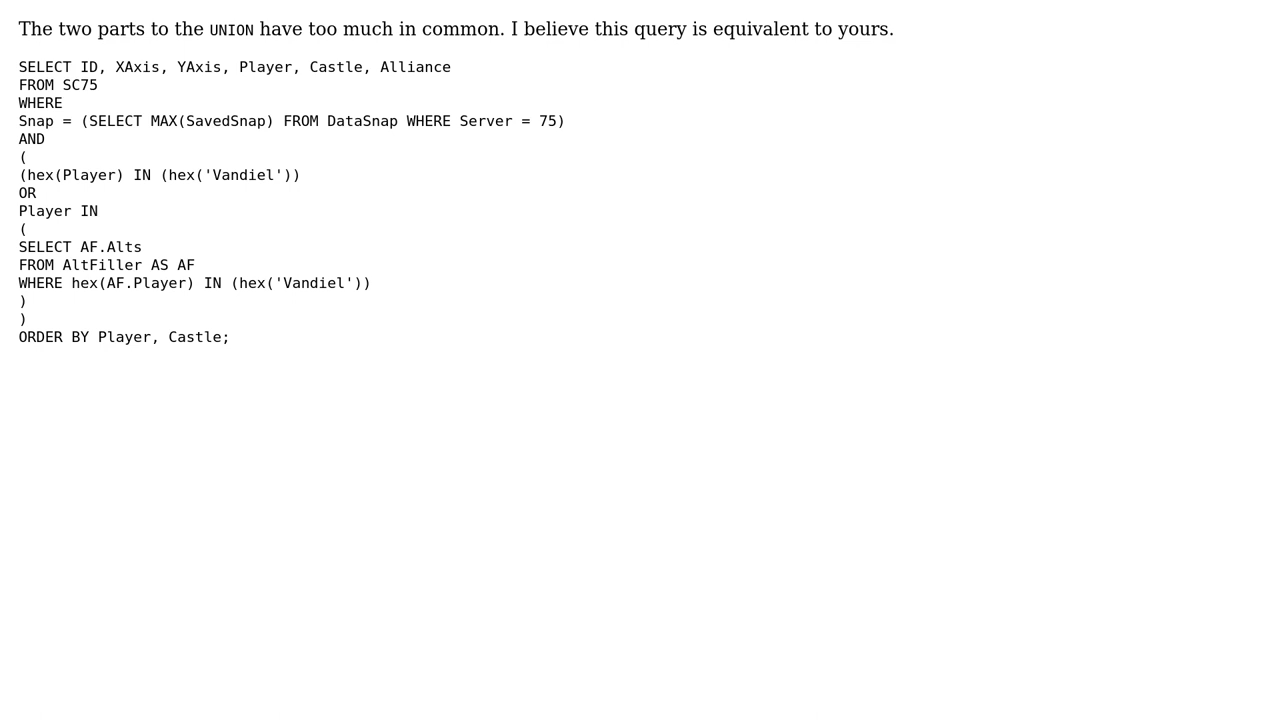 The two parts to the UNION have too much in common. I believe this query is equivalent to yours.
SELECT ID, XAxis, YAxis, Player, Castle, Alliance
FROM SC75
WHERE
Snap = (SELECT MAX(SavedSnap) FROM DataSnap WHERE Server = 75)
AND
(
(hex(Player) IN (hex('Vandiel'))
OR
Player IN
(
SELECT AF.Alts
FROM AltFiller AS AF
WHERE hex(AF.Player) IN (hex('Vandiel'))
)
)
ORDER BY Player, Castle;